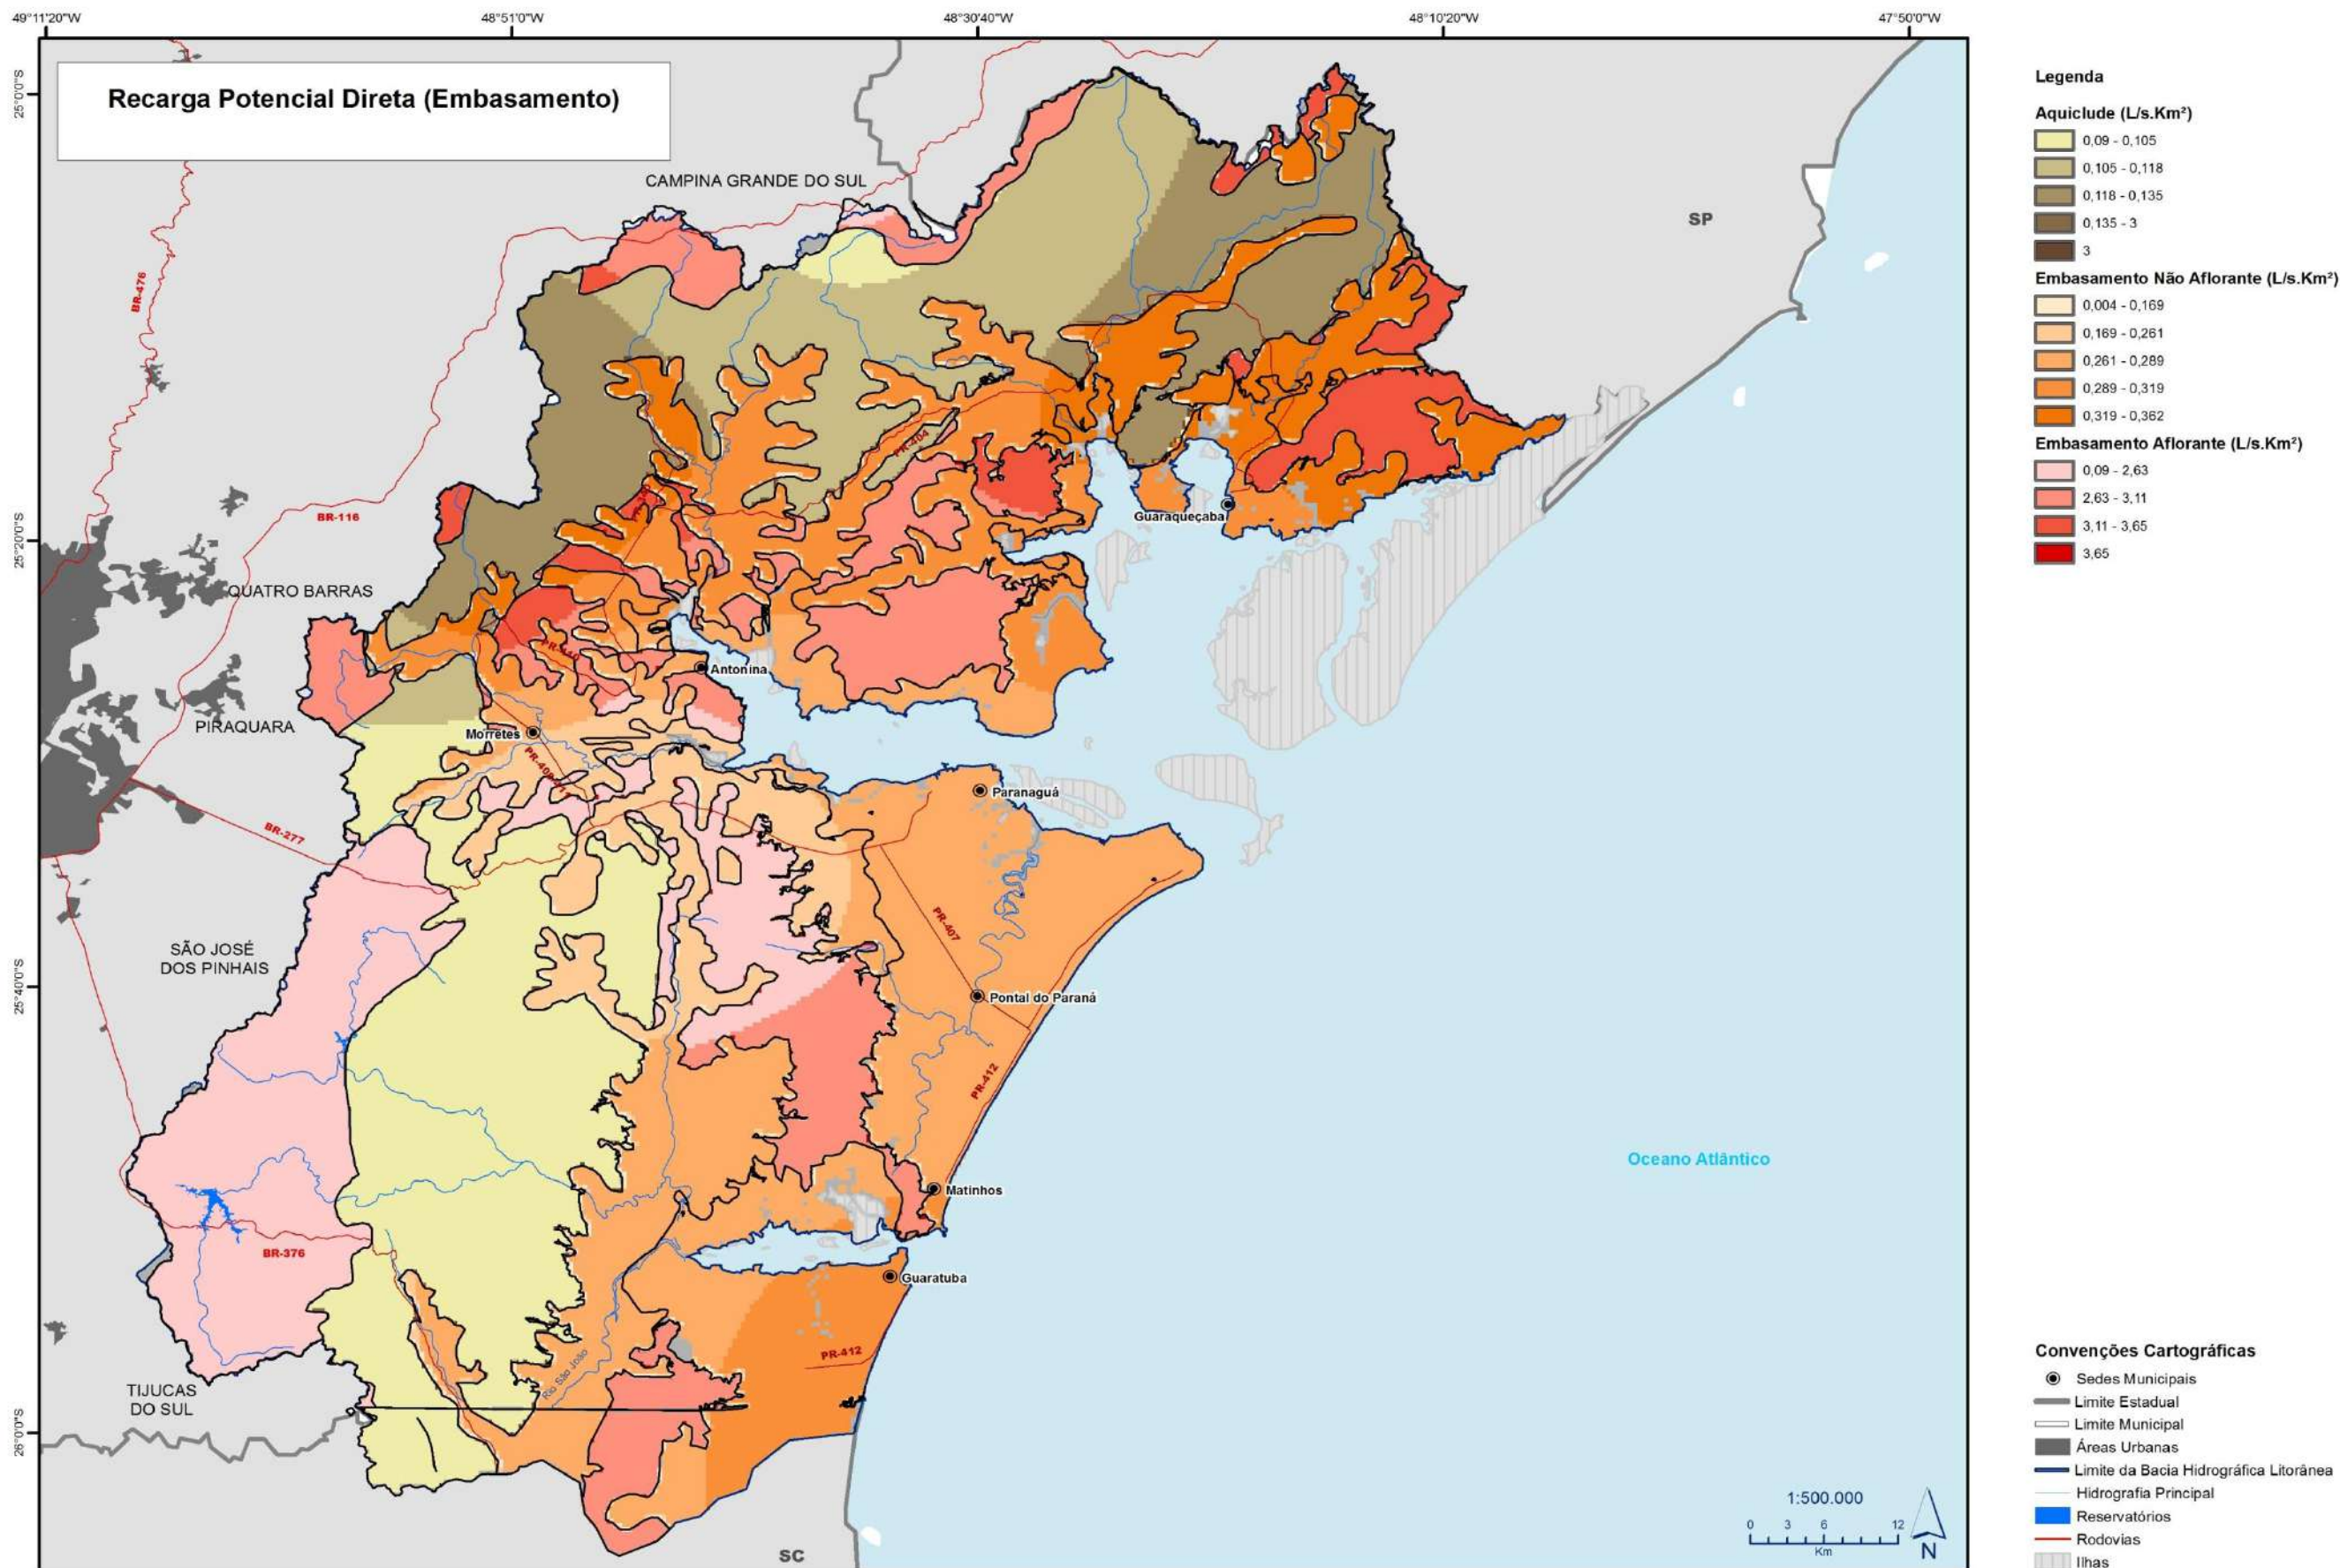 49°11'20"W
48°51'0"W
48°30'40"W
48°10'20"W
47°50'0"W
25°0'0"S
25°20'0"S
25°40'0"S
26°0'0"S
Recarga Potencial Direta (Embasamento)
CAMPINA GRANDE DO SUL
SP
BR-476
BR-116
PR-404
Guaraqueçaba
QUATRO BARRAS
Antonina
PIRAQUARA
Morretes
Paranaguá
BR-277
PR-407
SÃO JOSÉ
DOS PINHAIS
Pontal do Paraná
PR-412
Oceano Atlântico
Matinhos
BR-376
Guaratuba
PR-412
Rio São João
TIJUCAS
DO SUL
SC
1:500.000
0 3 6 12
Km
N
Legenda
Aquiclude (L/s.Km²)
0,09 - 0,105
0,105 - 0,118
0,118 - 0,135
0,135 - 3
3
Embasamento Não Aflorante (L/s.Km²)
0,004 - 0,169
0,169 - 0,261
0,261 - 0,289
0,289 - 0,319
0,319 - 0,362
Embasamento Aflorante (L/s.Km²)
0,09 - 2,63
2,63 - 3,11
3,11 - 3,65
3,65
Convenções Cartográficas
Sedes Municipais
Limite Estadual
Limite Municipal
Áreas Urbanas
Limite da Bacia Hidrográfica Litorânea
Hidrografia Principal
Reservatórios
Rodovias
Ilhas